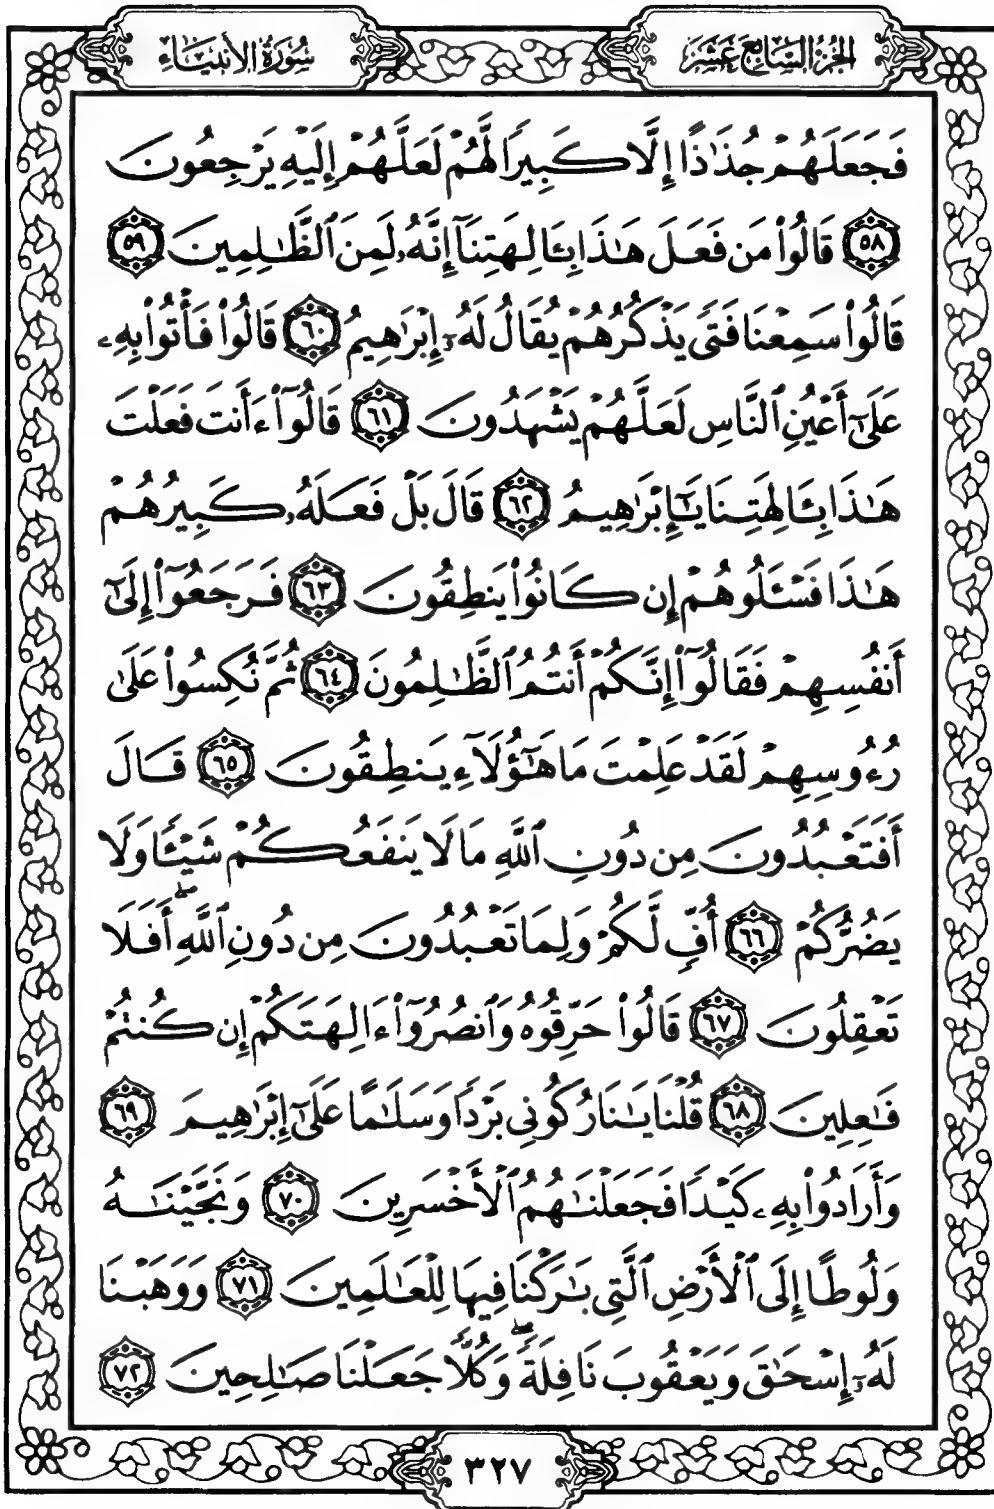 الجزء السابع عشر
سورة الأنبياء
فَجَعَلَهُمْ جُذَٰذًا إِلَّا كَبِيرًا لَّهُمْ لَعَلَّهُمْ إِلَيْهِ يَرْجِعُونَ
٥٨ قَالُوا۟ مَن فَعَلَ هَـٰذَا بِـَٔالِهَتِنَآ إِنَّهُۥ لَمِنَ ٱلظَّـٰلِمِينَ ٥٩
قَالُوا۟ سَمِعْنَا فَتًى يَذْكُرُهُمْ يُقَالُ لَهُۥٓ إِبْرَٰهِيمُ ٦٠ قَالُوا۟ فَأْتُوا۟ بِهِۦ
عَلَىٰٓ أَعْيُنِ ٱلنَّاسِ لَعَلَّهُمْ يَشْهَدُونَ ٦١ قَالُوٓا۟ ءَأَنتَ فَعَلْتَ
هَـٰذَا بِـَٔالِهَتِنَا يَـٰٓإِبْرَٰهِيمُ ٦٢ قَالَ بَلْ فَعَلَهُۥ كَبِيرُهُمْ
هَـٰذَا فَسْـَٔلُوهُمْ إِن كَانُوا۟ يَنطِقُونَ ٦٣ فَرَجَعُوٓا۟ إِلَىٰٓ
أَنفُسِهِمْ فَقَالُوٓا۟ إِنَّكُمْ أَنتُمُ ٱلظَّـٰلِمُونَ ٦٤ ثُمَّ نُكِسُوا۟ عَلَىٰ
رُءُوسِهِمْ لَقَدْ عَلِمْتَ مَا هَـٰٓؤُلَآءِ يَنطِقُونَ ٦٥ قَالَ
أَفَتَعْبُدُونَ مِن دُونِ ٱللَّهِ مَا لَا يَنفَعُكُمْ شَيْـًٔا وَلَا
يَضُرُّكُمْ ٦٦ أُفٍّ لَّكُمْ وَلِمَا تَعْبُدُونَ مِن دُونِ ٱللَّهِ ۖ أَفَلَا
تَعْقِلُونَ ٦٧ قَالُوا۟ حَرِّقُوهُ وَٱنصُرُوٓا۟ ءَالِهَتَكُمْ إِن كُنتُمْ
فَـٰعِلِينَ ٦٨ قُلْنَا يَـٰنَارُ كُونِى بَرْدًا وَسَلَـٰمًا عَلَىٰٓ إِبْرَٰهِيمَ ٦٩
وَأَرَادُوا۟ بِهِۦ كَيْدًا فَجَعَلْنَـٰهُمُ ٱلْأَخْسَرِينَ ٧٠ وَنَجَّيْنَـٰهُ
وَلُوطًا إِلَى ٱلْأَرْضِ ٱلَّتِى بَـٰرَكْنَا فِيهَا لِلْعَـٰلَمِينَ ٧١ وَوَهَبْنَا
لَهُۥٓ إِسْحَـٰقَ وَيَعْقُوبَ نَافِلَةً ۖ وَكُلًّا جَعَلْنَا صَـٰلِحِينَ ٧٢
٣٢٧